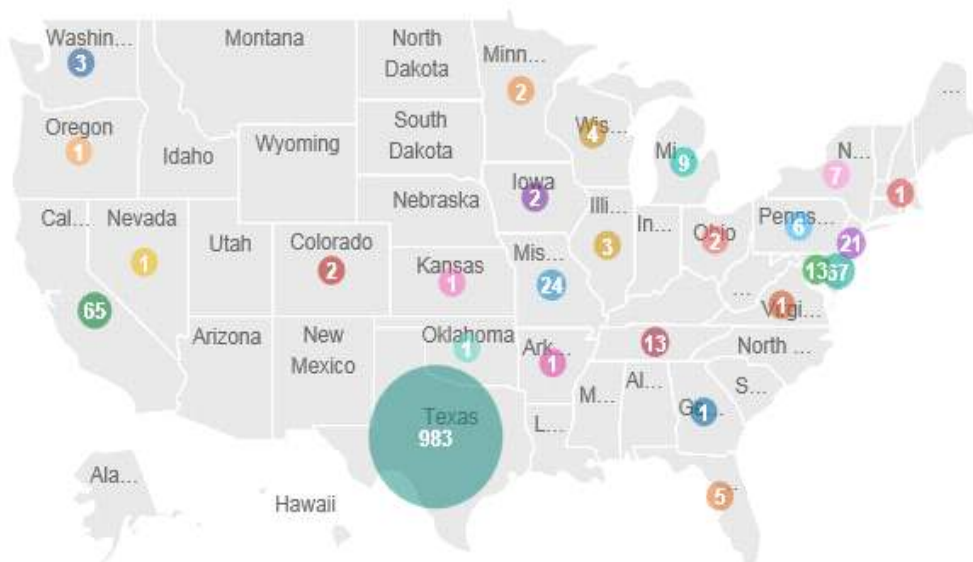 Washin...
3
Montana
North
Dakota
Minn...
2
...
Oregon
1
Idaho
Wyoming
South
Dakota
Wis...
4
Mi...
9
N...
7
1
Nebraska
Iowa
2
Illi...
3
In...
Ohio
2
Penns...
6
21
Cal...
65
Nevada
1
Utah
Colorado
2
Kansas
1
Mis...
24
13
67
...
Virgi...
1
Arizona
New
Mexico
Oklahoma
1
Ark...
1
13
North ...
Texas
983
L...
M...
Al...
1
S...
...
5
Ala...
Hawaii